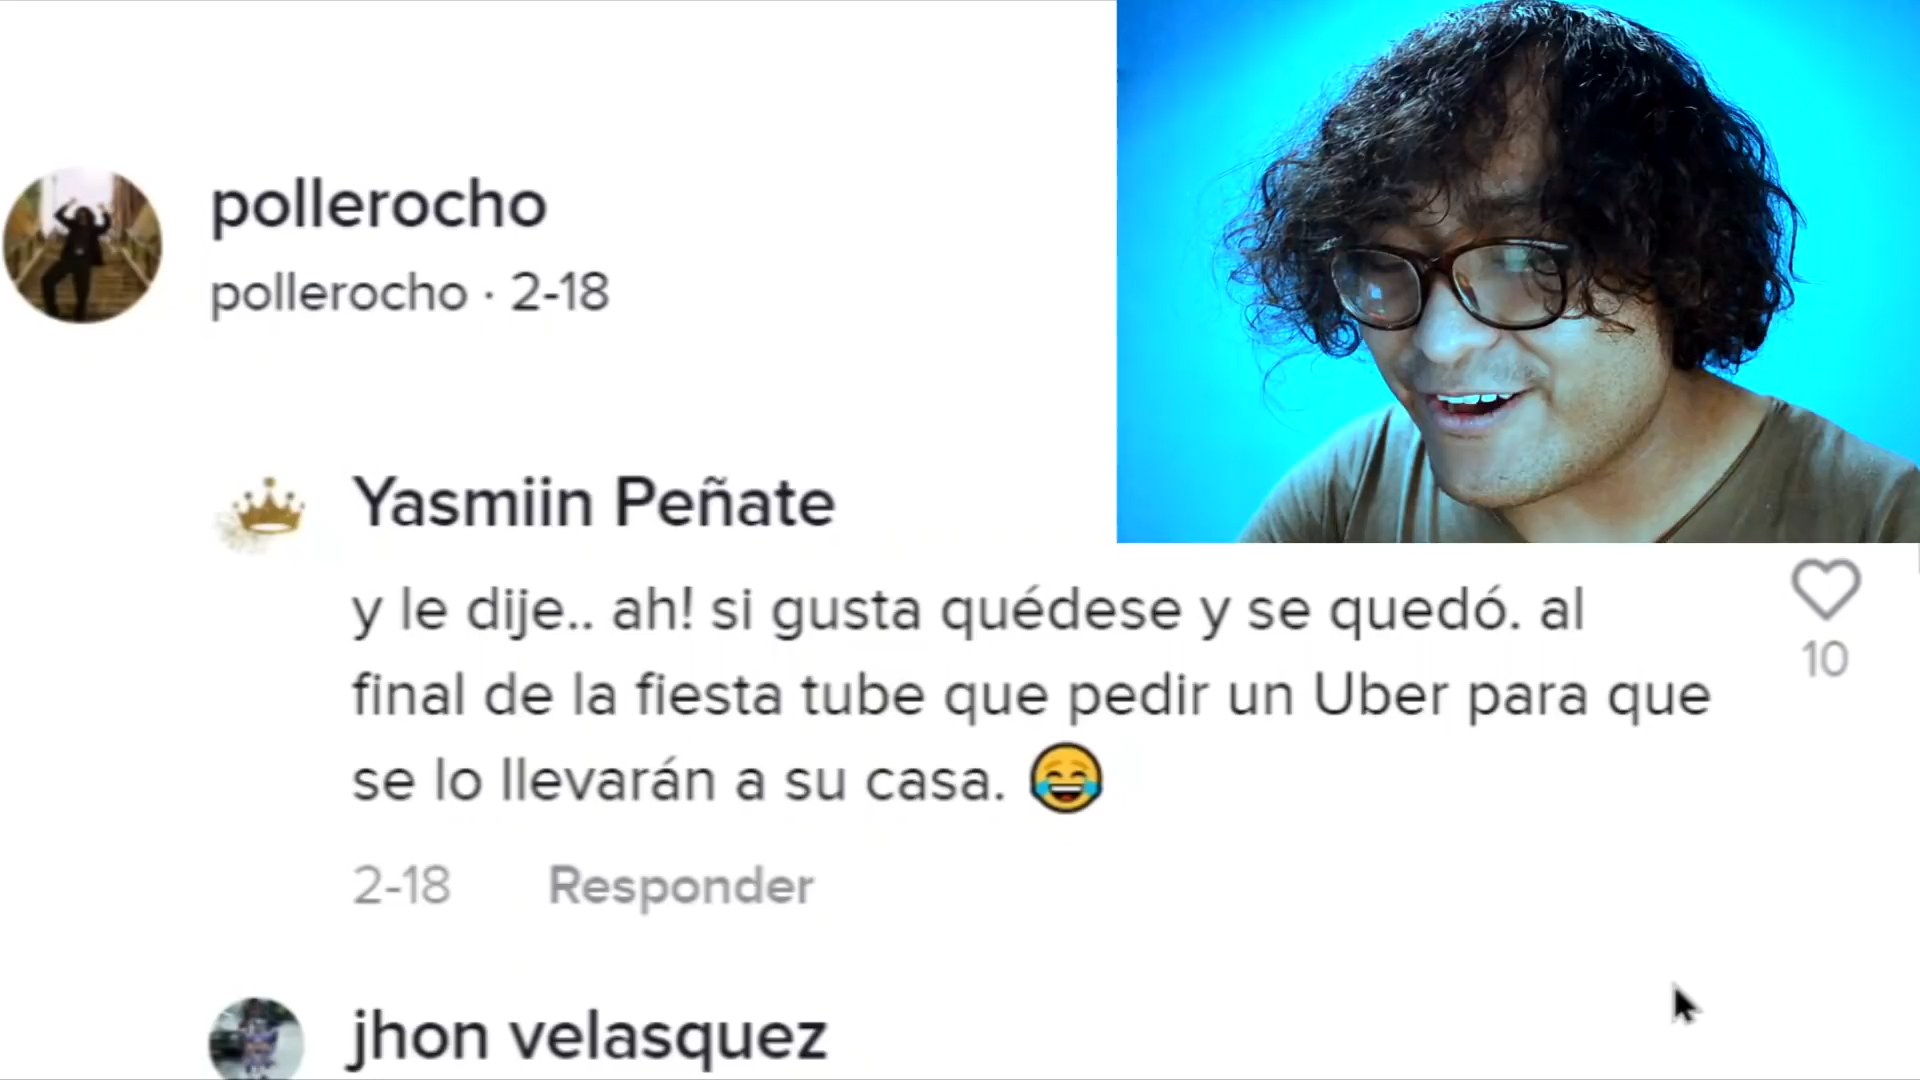 pollerocho
pollerocho · 2-18
Yasmiin Peñate
y le dije.. ah! si gusta quédese y se quedó. al
final de la fiesta tube que pedir un Uber para que
se lo llevarán a su casa. 😂
10
2-18 Responder
jhon velasquez